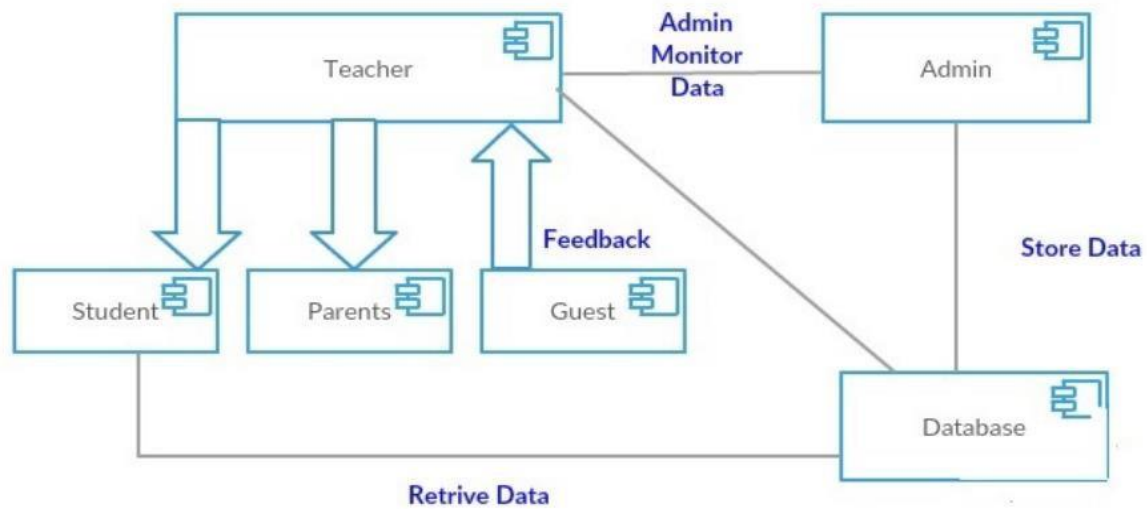 Teacher
Admin
Monitor
Data
Admin
Feedback
Store Data
Student
Parents
Guest
Database
Retrive Data